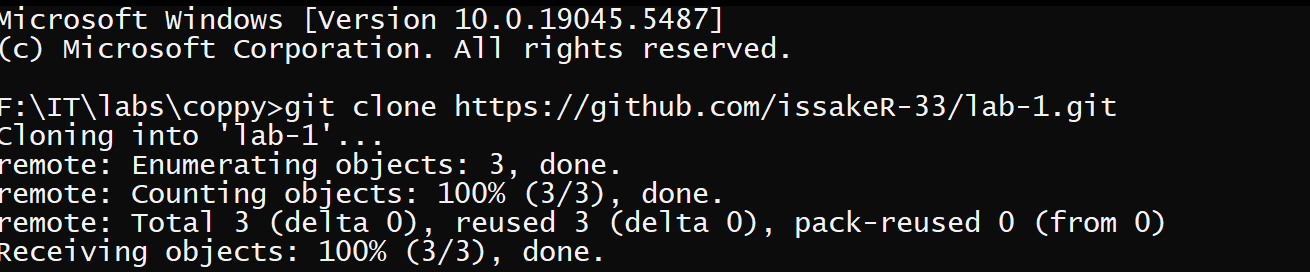 Microsoft Windows [Version 10.0.19045.5487]
(c) Microsoft Corporation. All rights reserved.
F:\IT\labs\coppy>git clone https://github.com/issakeR-33/lab-1.git
Cloning into 'lab-1'...
remote: Enumerating objects: 3, done.
remote: Counting objects: 100% (3/3), done.
remote: Total 3 (delta 0), reused 3 (delta 0), pack-reused 0 (from 0)
Receiving objects: 100% (3/3), done.